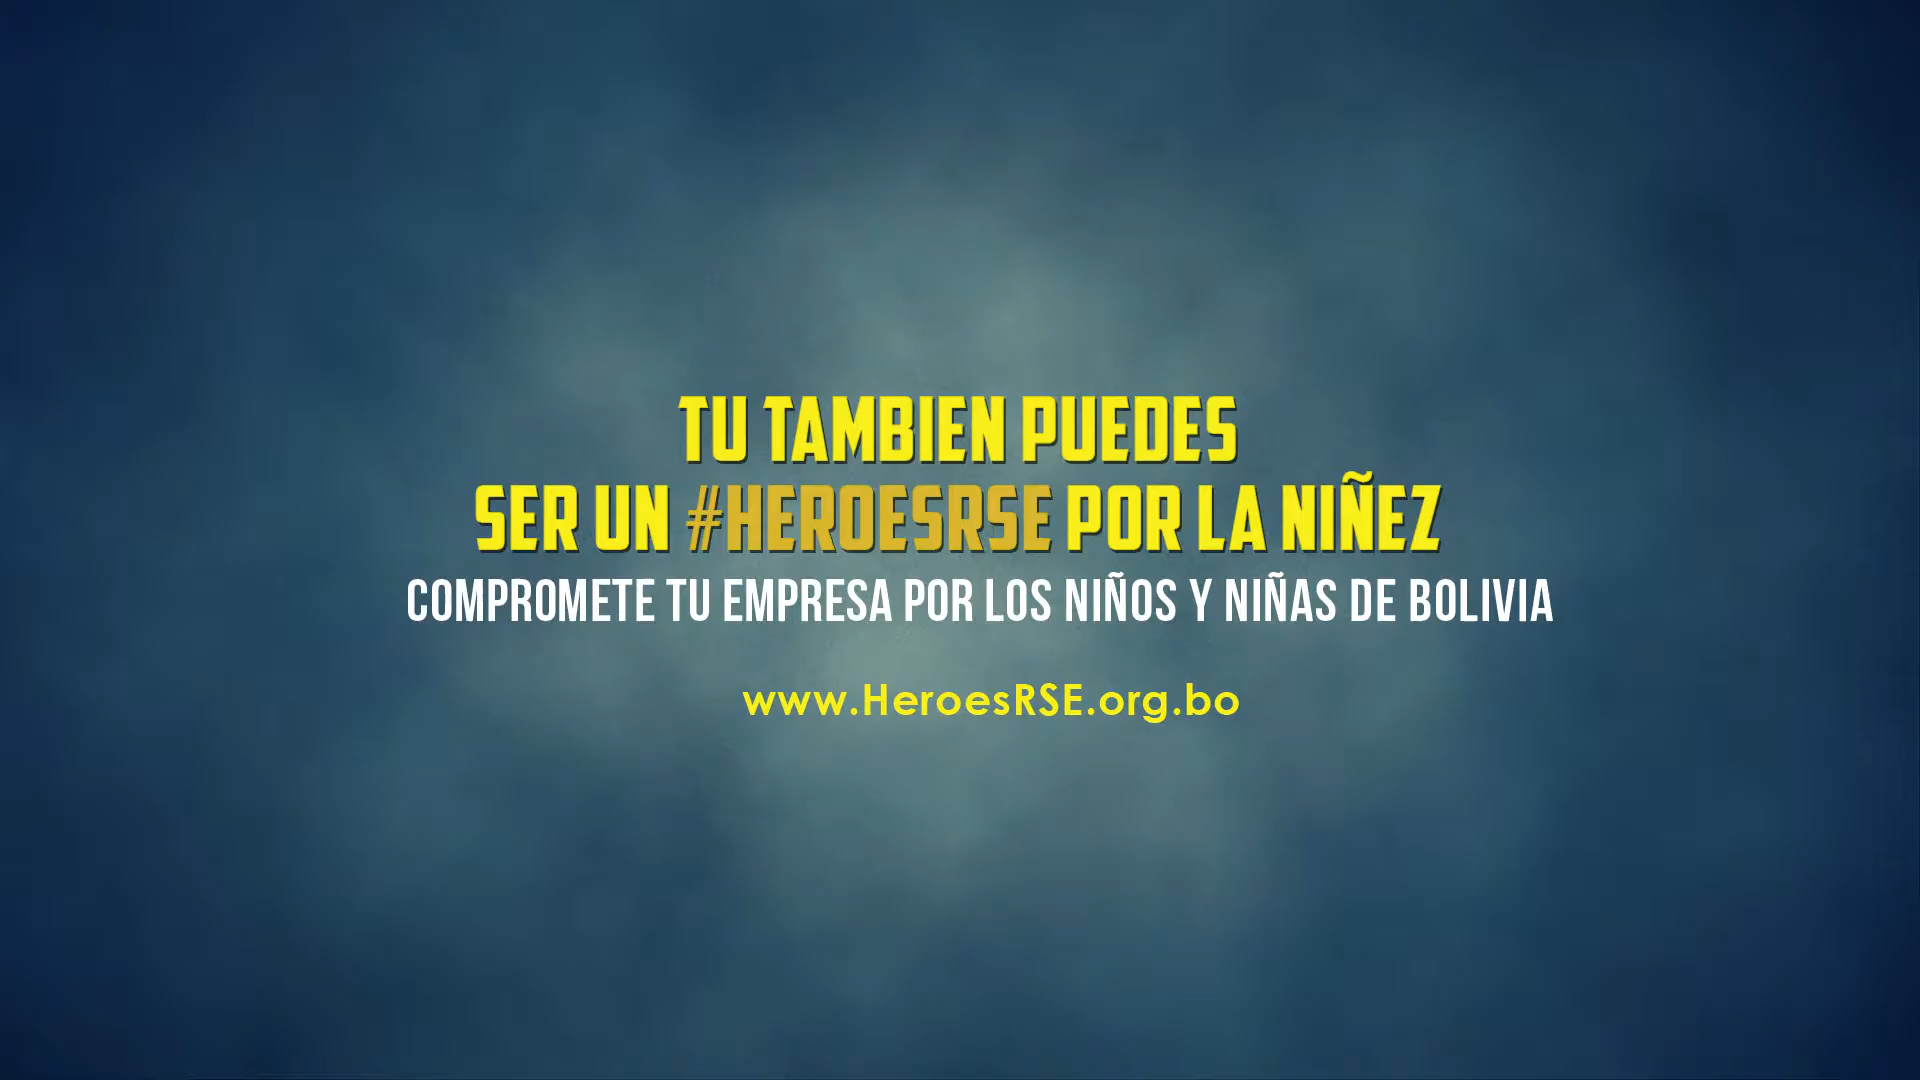 TU TAMBIEN PUEDES
SER UN #HEROESRSE POR LA NIÑEZ
COMPROMETE TU EMPRESA POR LOS NIÑOS Y NIÑAS DE BOLIVIA
www.HeroesRSE.org.bo